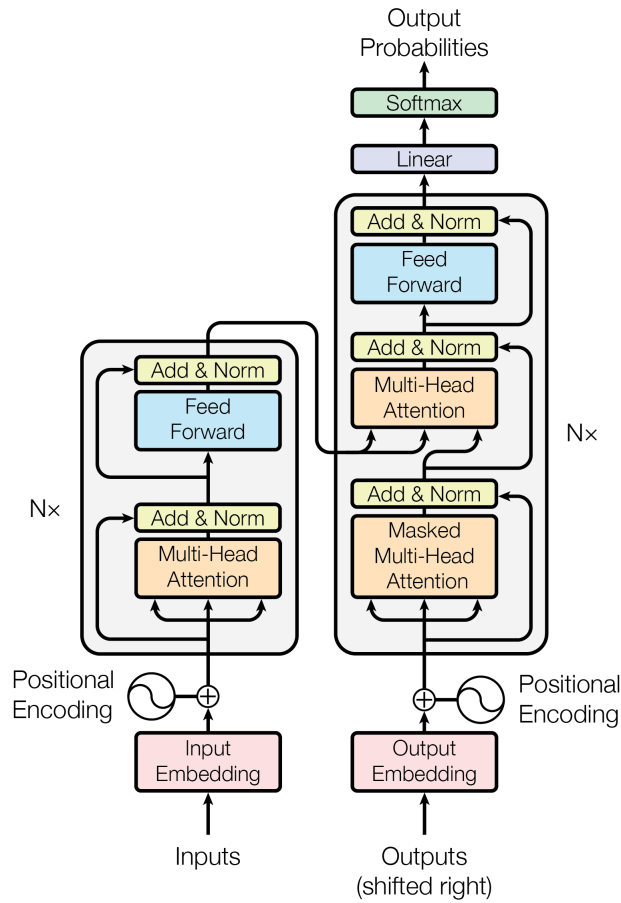 Output
Probabilities
Softmax
Linear
Add & Norm
Feed
Forward
Add & Norm
Multi-Head
Attention
Nx
Add & Norm
Masked
Multi-Head
Attention
Add & Norm
Feed
Forward
Nx
Add & Norm
Multi-Head
Attention
Positional
Encoding
Positional
Encoding
Input
Embedding
Output
Embedding
Inputs
Outputs
(shifted right)